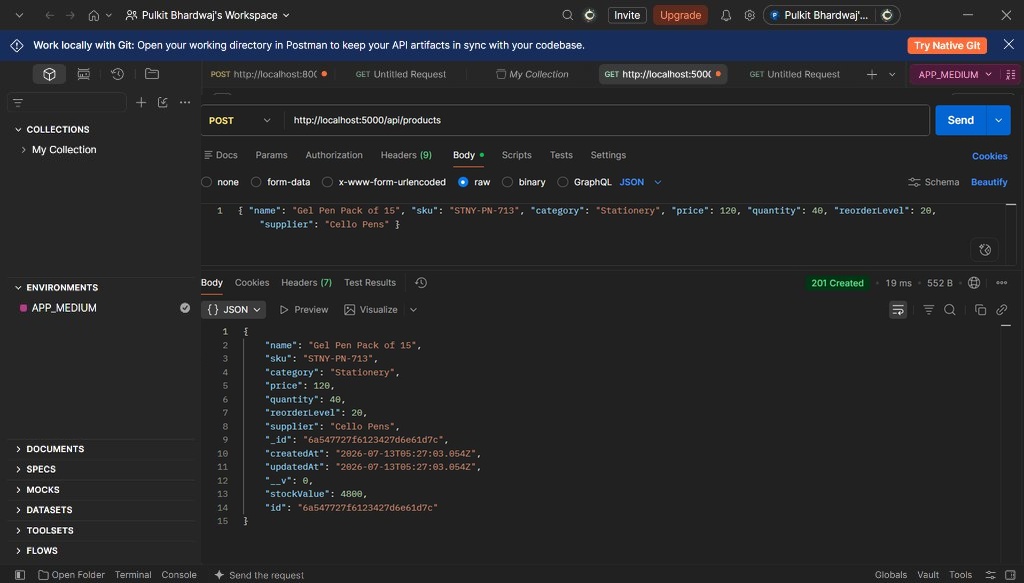 Pulkit Bhardwaj's Workspace
Invite
Upgrade
Pulkit Bhardwaj'...
Work locally with Git: Open your working directory in Postman to keep your API artifacts in sync with your codebase.
Try Native Git
POST http://localhost:800
GET Untitled Request
My Collection
GET http://localhost:5000
GET Untitled Request
APP_MEDIUM
COLLECTIONS
My Collection
POST
http://localhost:5000/api/products
Send
Docs
Params
Authorization
Headers (9)
Body
Scripts
Tests
Settings
Cookies
none
form-data
x-www-form-urlencoded
raw
binary
GraphQL
JSON
Schema
Beautify
1 { "name": "Gel Pen Pack of 15", "sku": "STNY-PN-713", "category": "Stationery", "price": 120, "quantity": 40, "reorderLevel": 20,
"supplier": "Cello Pens" }
ENVIRONMENTS
APP_MEDIUM
Body
Cookies
Headers (7)
Test Results
201 Created
19 ms
552 B
{} JSON
Preview
Visualize
1 {
2 "name": "Gel Pen Pack of 15",
3 "sku": "STNY-PN-713",
4 "category": "Stationery",
5 "price": 120,
6 "quantity": 40,
7 "reorderLevel": 20,
8 "supplier": "Cello Pens",
9 "_id": "6a547727f6123427d6e61d7c",
10 "createdAt": "2026-07-13T05:27:03.054Z",
11 "updatedAt": "2026-07-13T05:27:03.054Z",
12 "__v": 0,
13 "stockValue": 4800,
14 "id": "6a547727f6123427d6e61d7c"
15 }
DOCUMENTS
SPECS
MOCKS
DATASETS
TOOLSETS
FLOWS
Open Folder
Terminal
Console
Send the request
Globals
Vault
Tools